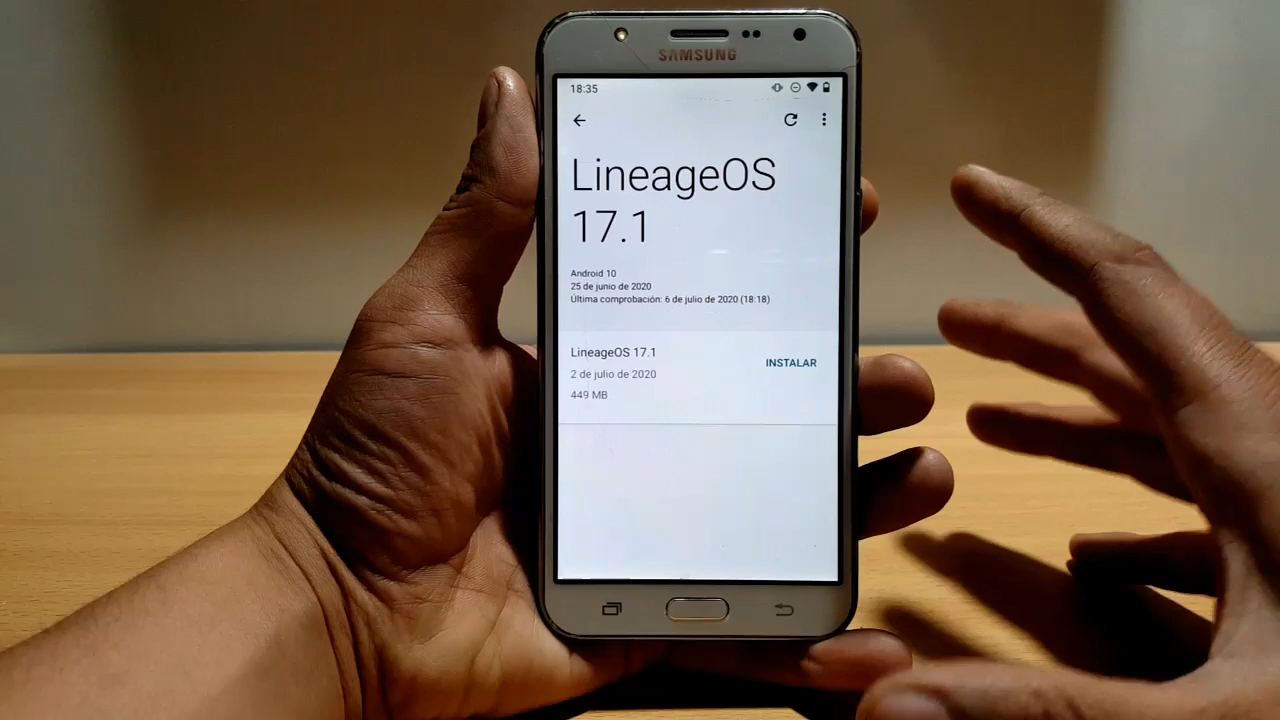 SAMSUNG
18:35
LineageOS
17.1
Android 10
25 de junio de 2020
Última comprobación: 6 de julio de 2020 (18:18)
LineageOS 17.1
INSTALAR
2 de julio de 2020
449 MB